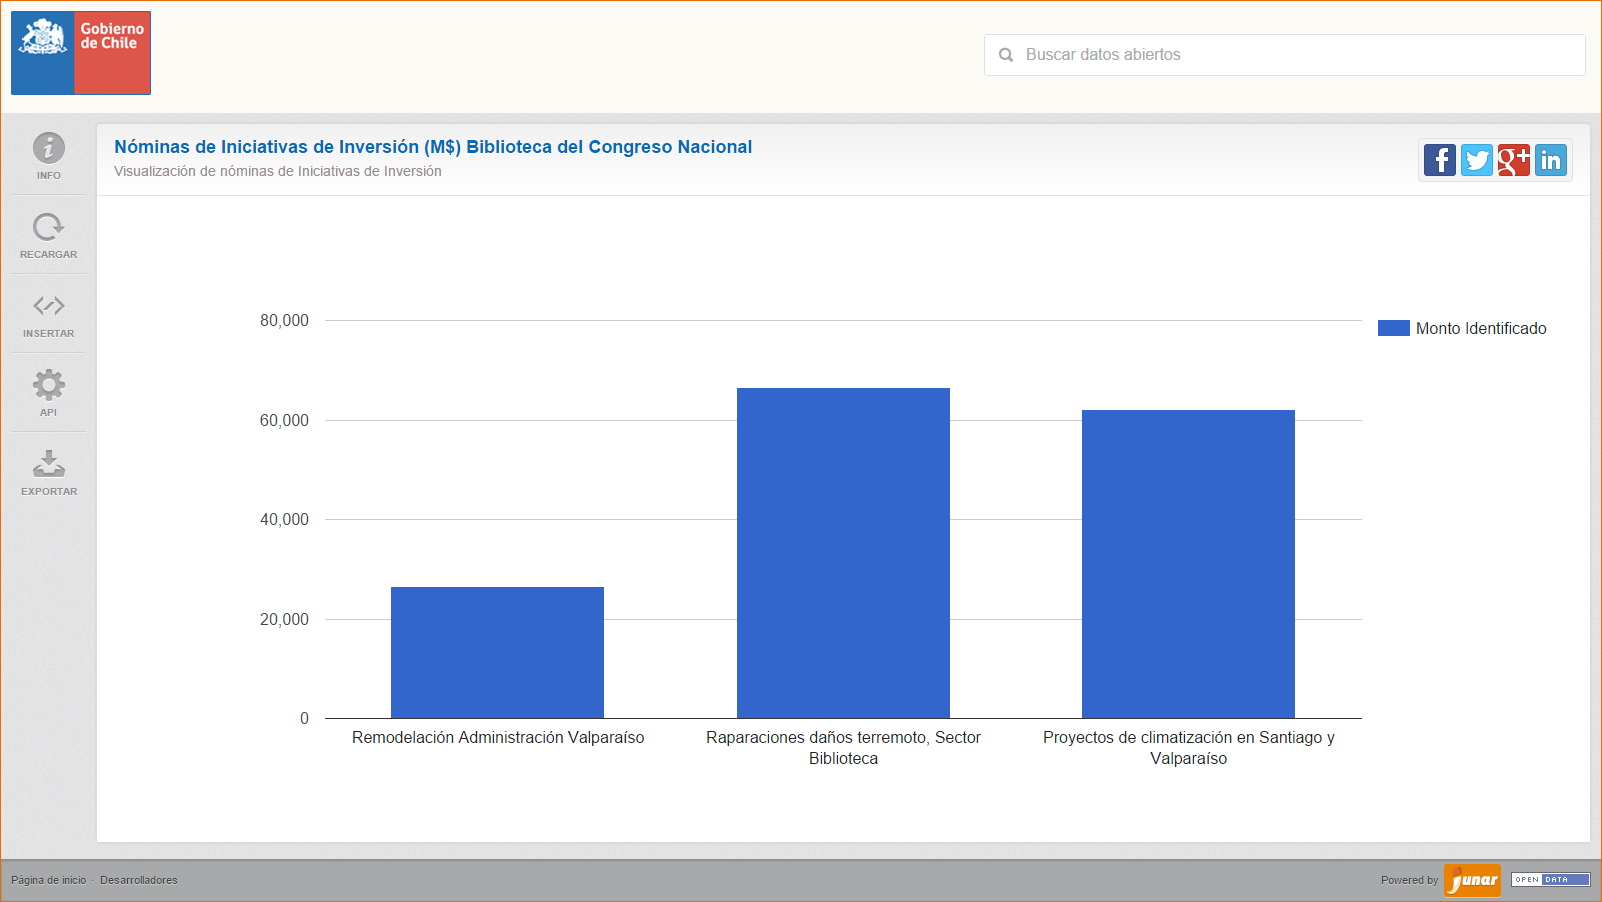 Gobierno
de Chile
Buscar datos abiertos
INFO
RECARGAR
INSERTAR
API
EXPORTAR
Nóminas de Iniciativas de Inversión (M$) Biblioteca del Congreso Nacional
Visualización de nóminas de Iniciativas de Inversión
f
g+
in
80,000
60,000
40,000
20,000
0
Monto Identificado
Remodelación Administración Valparaíso
Raparaciones daños terremoto, Sector
Biblioteca
Proyectos de climatización en Santiago y
Valparaíso
Página de inicio - Desarrolladores
Powered by junar
OPEN DATA